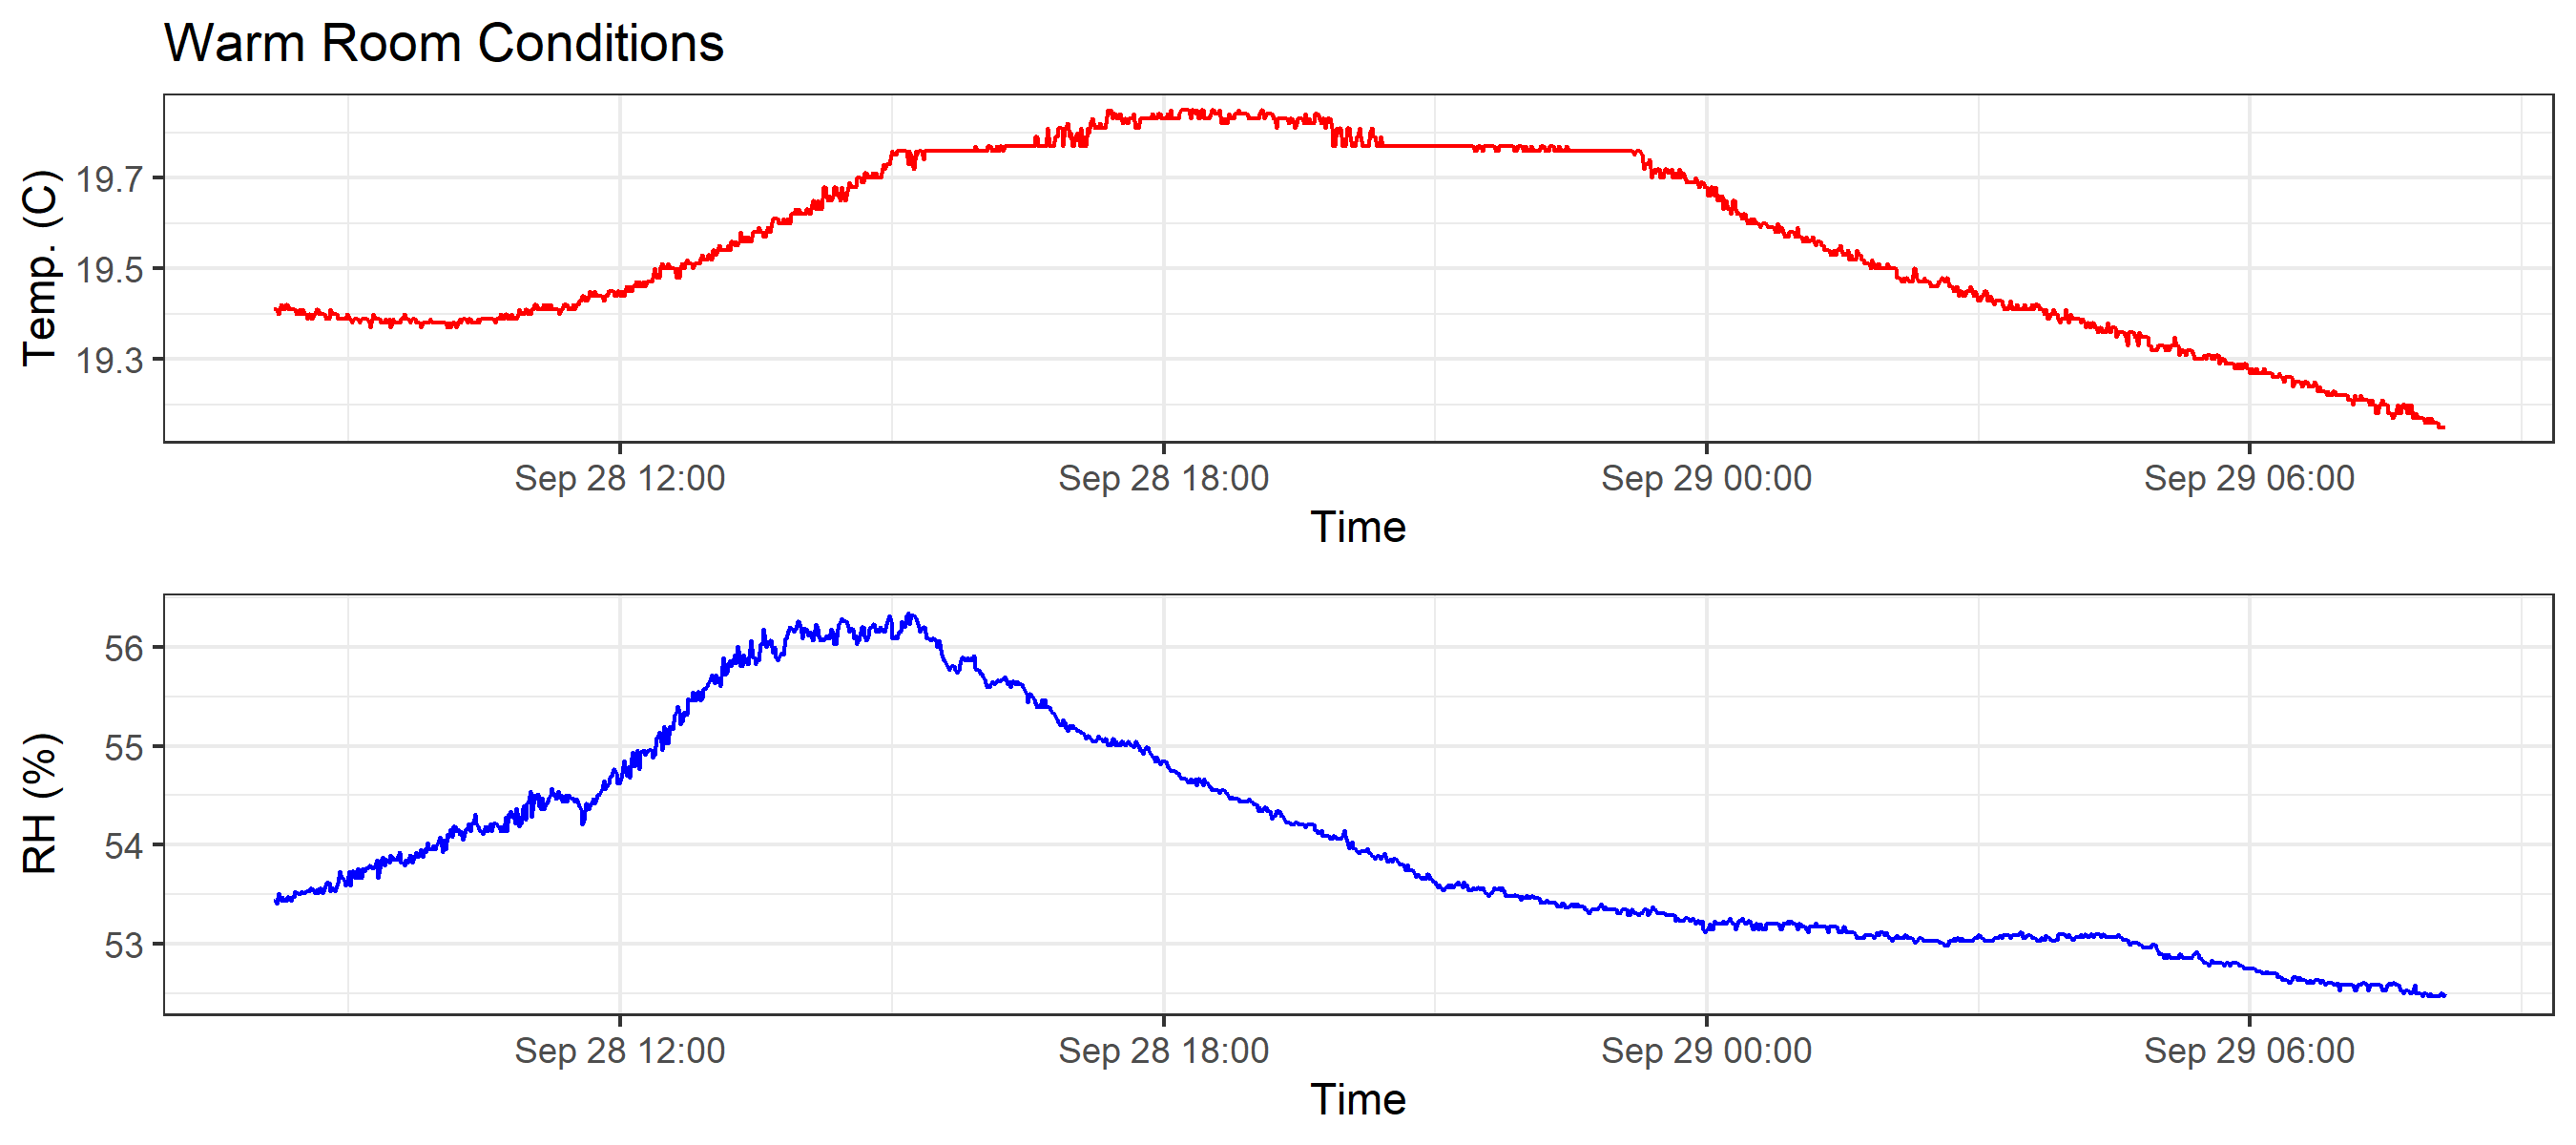 Warm Room Conditions
Temp. (C)
19.7
19.5
19.3
Sep 28 12:00 Sep 28 18:00 Sep 29 00:00 Sep 29 06:00
Time
RH (%)
56
55
54
53
Sep 28 12:00 Sep 28 18:00 Sep 29 00:00 Sep 29 06:00
Time